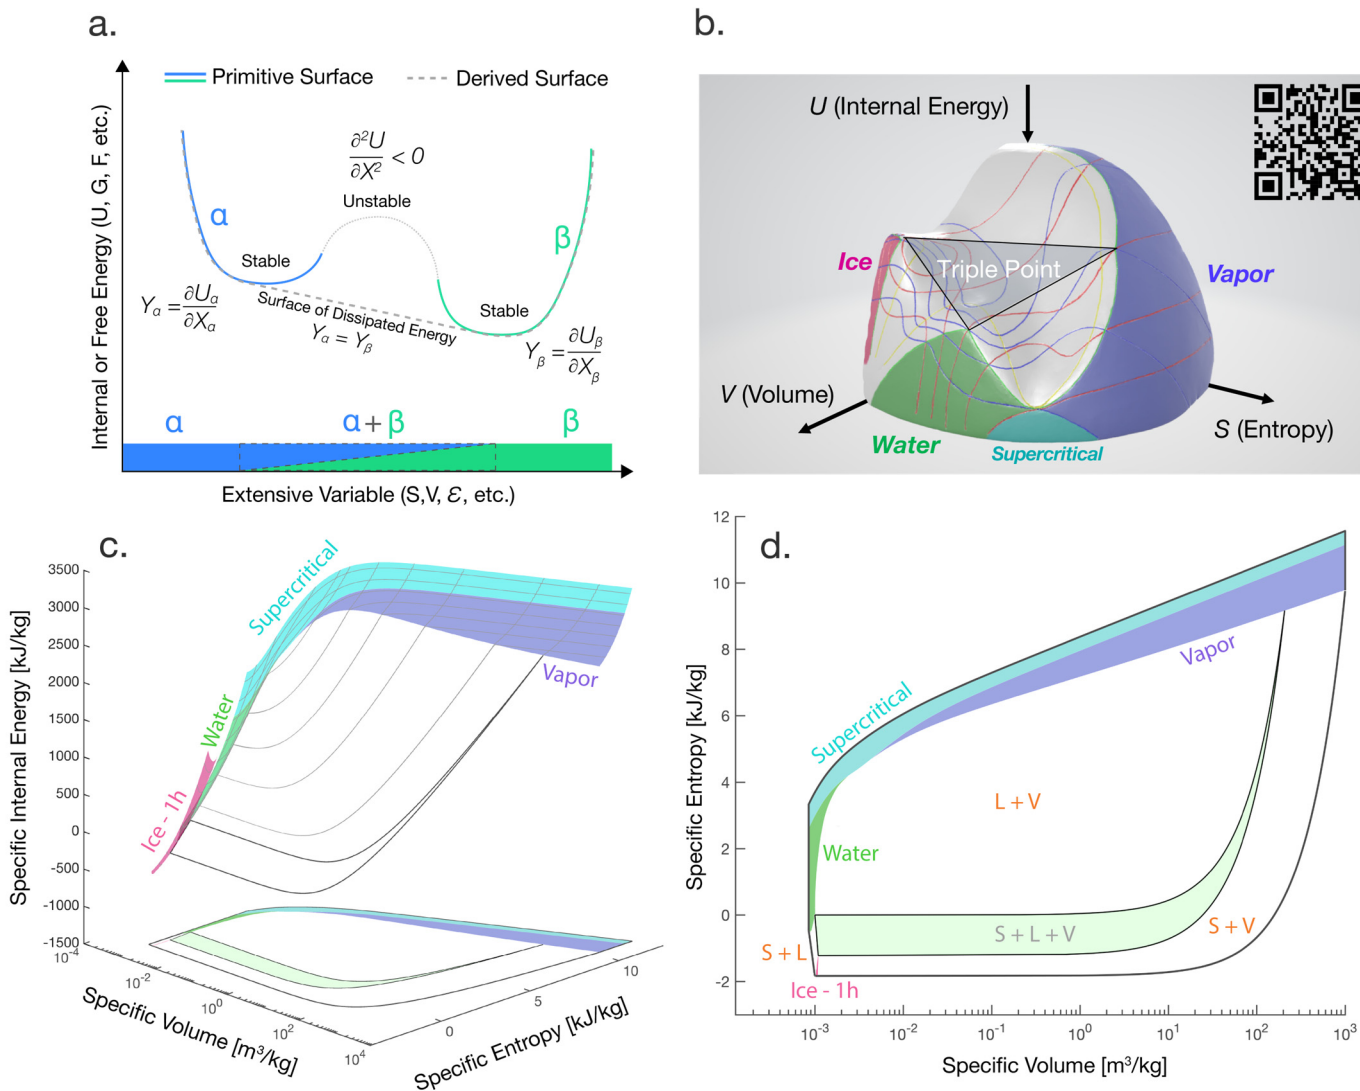 a.
Primitive Surface
Derived Surface
Internal or Free Energy (U, G, F, etc.)
∂²U
∂X²
< 0
Unstable
α
β
Stable
Surface of Dissipated Energy
Stable
Yα = ∂Uα
∂Xα
Yα = Yβ
Yβ = ∂Uβ
∂Xβ
α
α + β
β
Extensive Variable (S,V, ℰ, etc.)
b.
U (Internal Energy)
Ice
Triple Point
Vapor
V (Volume)
S (Entropy)
Water
Supercritical
c.
Specific Internal Energy [kJ/kg]
3500
3000
2500
2000
1500
1000
500
0
-500
-1000
-1500
Supercritical
Vapor
Water
Ice - 1h
10⁻⁴
10⁻²
10⁰
10²
10⁴
Specific Volume [m³/kg]
0
5
10
Specific Entropy [kJ/kg]
d.
Specific Entropy [kJ/kg]
12
10
8
6
4
2
0
-2
Supercritical
Vapor
L + V
Water
S + L + V
S + V
S + L
Ice - 1h
10⁻³
10⁻²
10⁻¹
10⁰
10¹
10²
10³
Specific Volume [m³/kg]